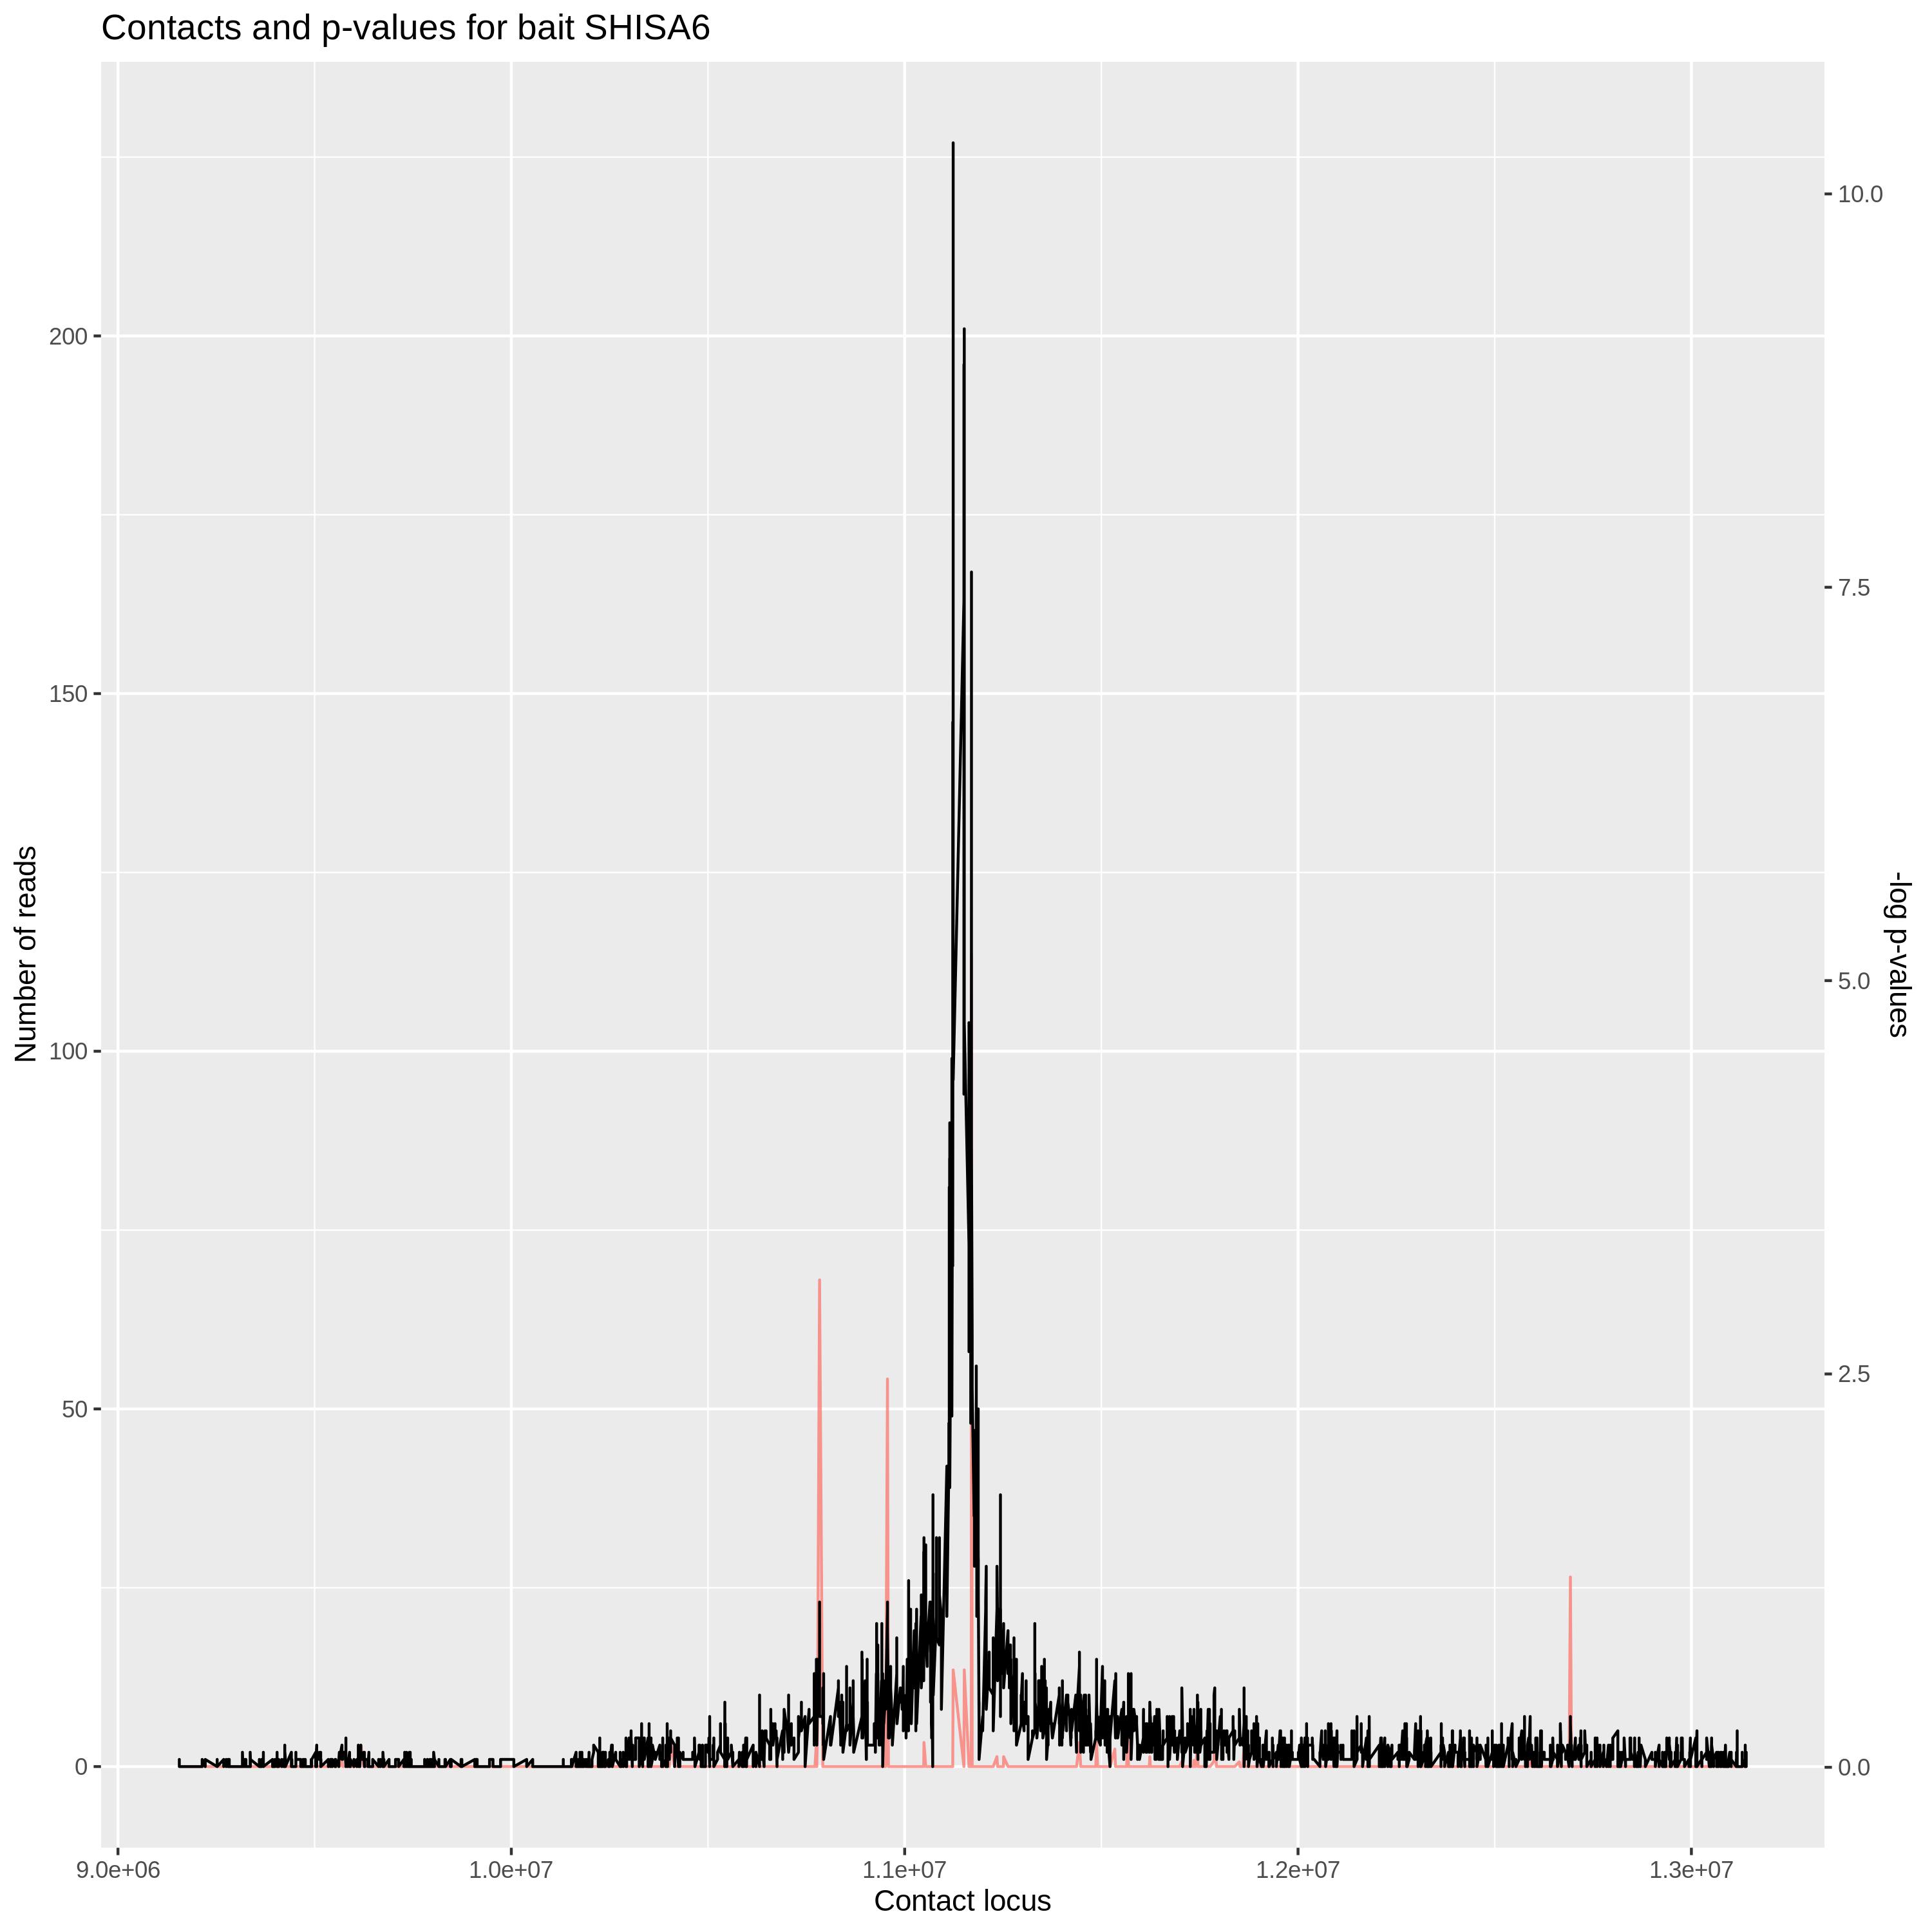 Contacts and p-values for bait SHISA6
Number of reads
200
150
100
50
0
10.0
7.5
5.0
2.5
0.0
-log p-values
9.0e+06
1.0e+07
1.1e+07
1.2e+07
1.3e+07
Contact locus